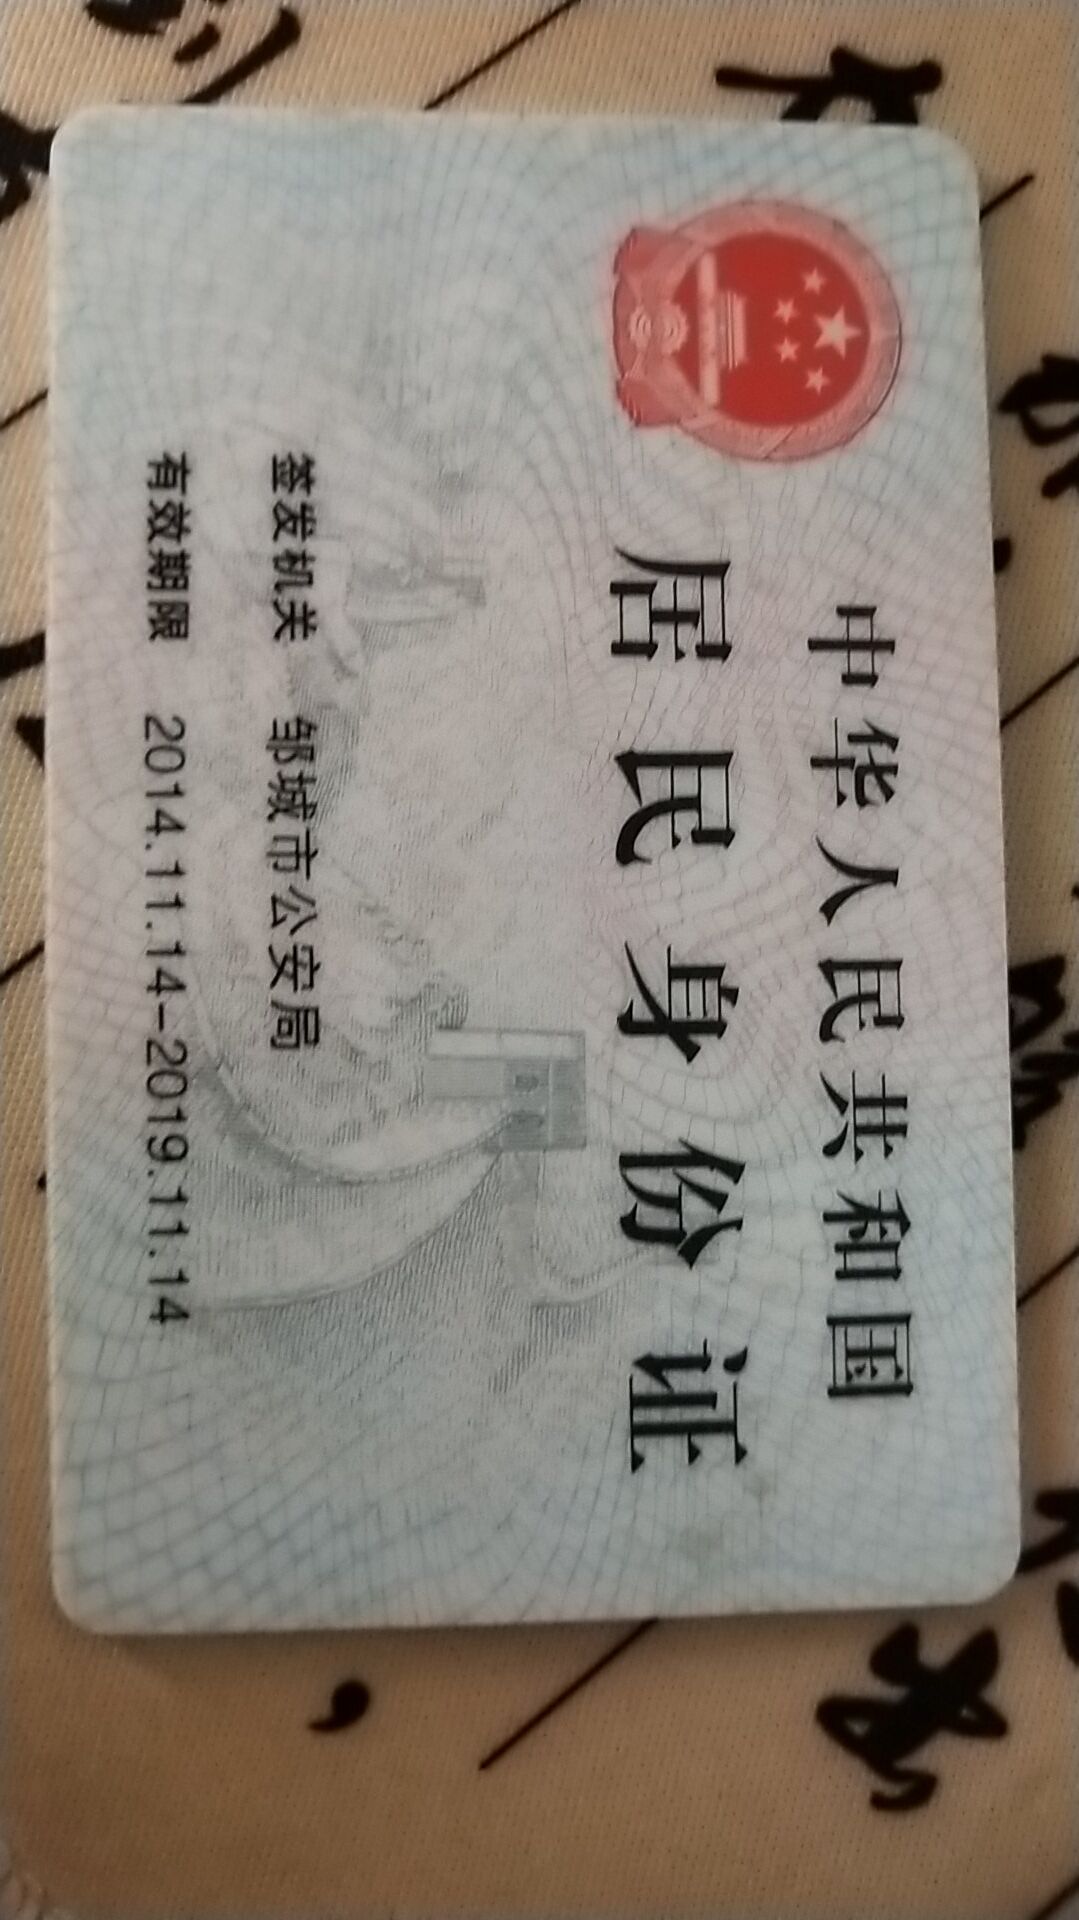 中华人民共和国
居民身份证
签发机关 邹城市公安局
有效期限 2014.11.14-2019.11.14